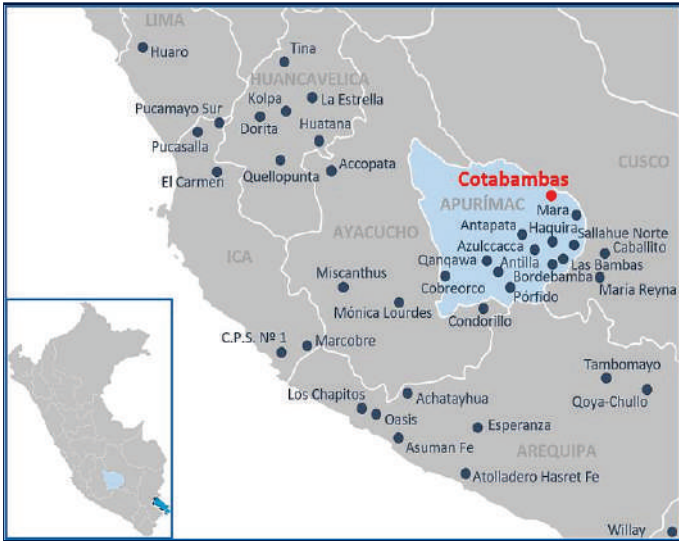 LIMA
Huaro
Tina
HUANCAVELICA
Kolpa
La Estrella
Pucamayo Sur
Dorita
Huatana
Pucasalla
CUSCO
El Carmen
Quellopunta
Accopata
Cotabambas
APURÍMAC
Mara
Antapata
Haquira
Sallahue Norte
AYACUCHO
Azulccacca
Caballito
ICA
Qanqawa
Antilla
Las Bambas
Miscanthus
Cobreorco
Bordebamba
Pórfido
María Reyna
Mónica Lourdes
Condorillo
C.P.S. Nº 1
Marcobre
Tambomayo
Los Chapitos
Achatayhua
Qoya-Chullo
Oasis
Esperanza
Asuman Fe
AREQUIPA
Atolladero Hasret Fe
Willay